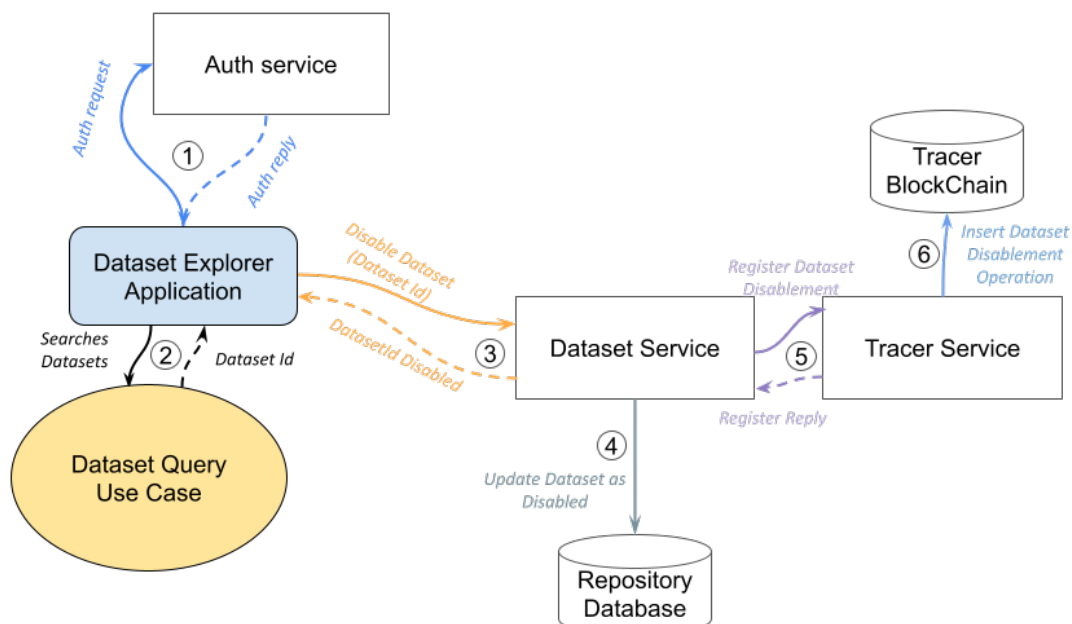 Auth service
Auth request
1
Auth reply
Tracer
BlockChain
Dataset Explorer
Application
Disable Dataset
(Dataset Id)
Register Dataset
Disablement
6
Insert Dataset
Disablement
Operation
Searches
Datasets
2
Dataset Id
DatasetId Disabled
3
Dataset Service
5
Tracer Service
Register Reply
Dataset Query
Use Case
4
Update Dataset as
Disabled
Repository
Database